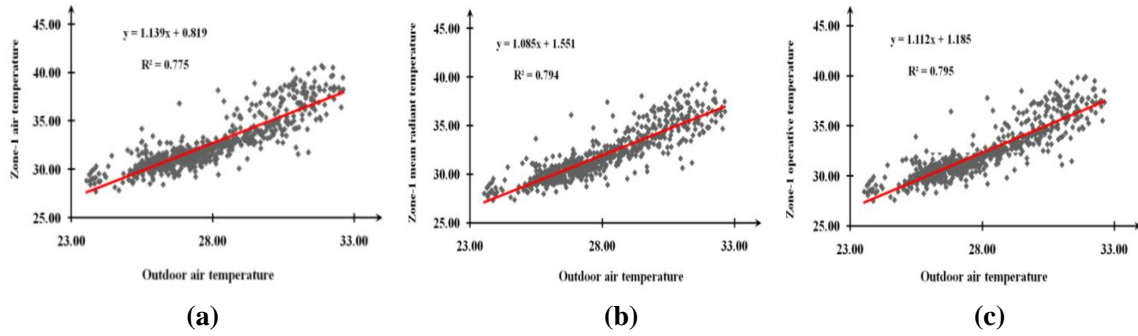 45.00
y = 1.139x + 0.819
40.00
R² = 0.775
35.00
30.00
25.00
23.00 28.00 33.00
Zone-1 air temperature
Outdoor air temperature
(a)
45.00
y = 1.085x + 1.551
40.00
R² = 0.794
35.00
30.00
25.00
23.00 28.00 33.00
Zone-1 mean radiant temperature
Outdoor air temperature
(b)
45.00
y = 1.112x + 1.185
40.00
R² = 0.795
35.00
30.00
25.00
23.00 28.00 33.00
Zone-1 operative temperature
Outdoor air temperature
(c)